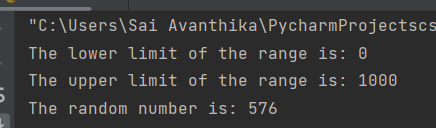 "C:\Users\Sai Avanthika\PycharmProjectscs
The lower limit of the range is: 0
The upper limit of the range is: 1000
The random number is: 576